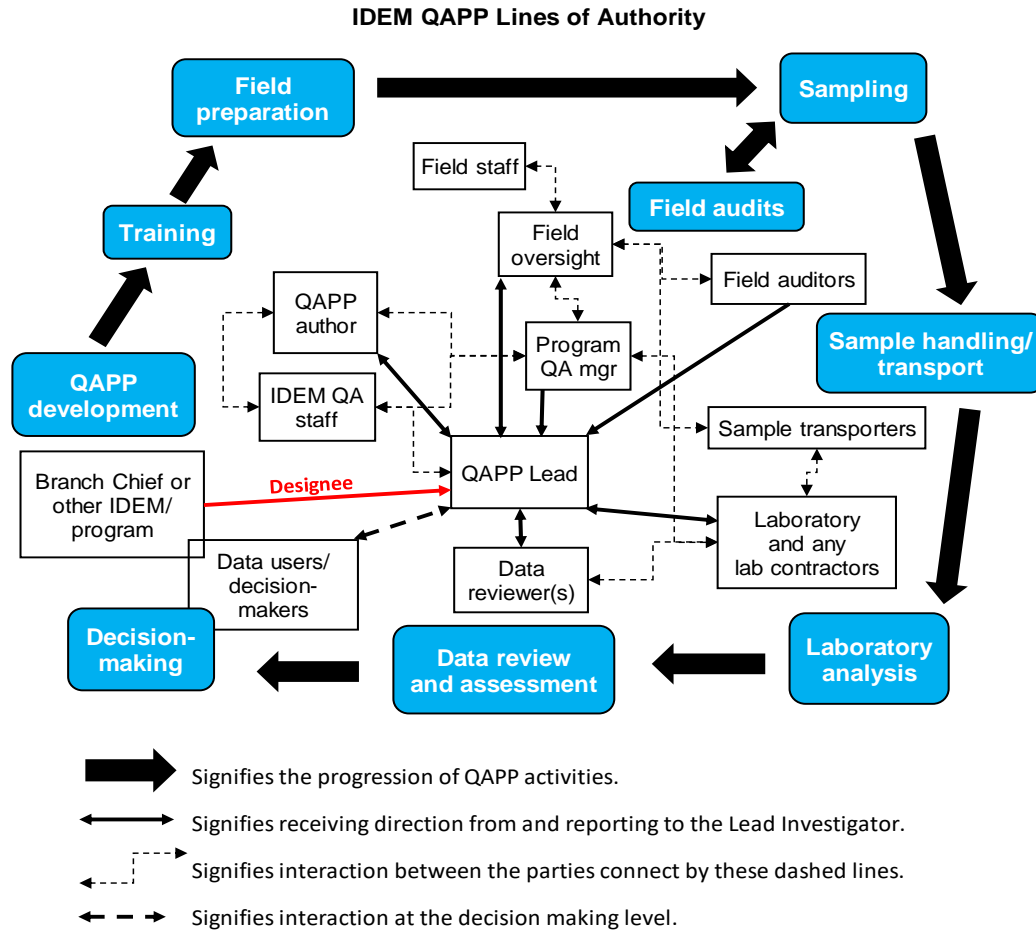 IDEM QAPP Lines of Authority
Field
preparation
Sampling
Field staff
Field audits
Training
Field
oversight
Field auditors
QAPP
author
Program
QA mgr
Sample handling/
transport
QAPP
development
IDEM QA
staff
Sample transporters
QAPP Lead
Branch Chief or
other IDEM/
program
Designee
Laboratory
and any
lab contractors
Data users/
decision-
makers
Data
reviewer(s)
Decision-
making
Data review
and assessment
Laboratory
analysis
Signifies the progression of QAPP activities.
Signifies receiving direction from and reporting to the Lead Investigator.
Signifies interaction between the parties connect by these dashed lines.
Signifies interaction at the decision making level.